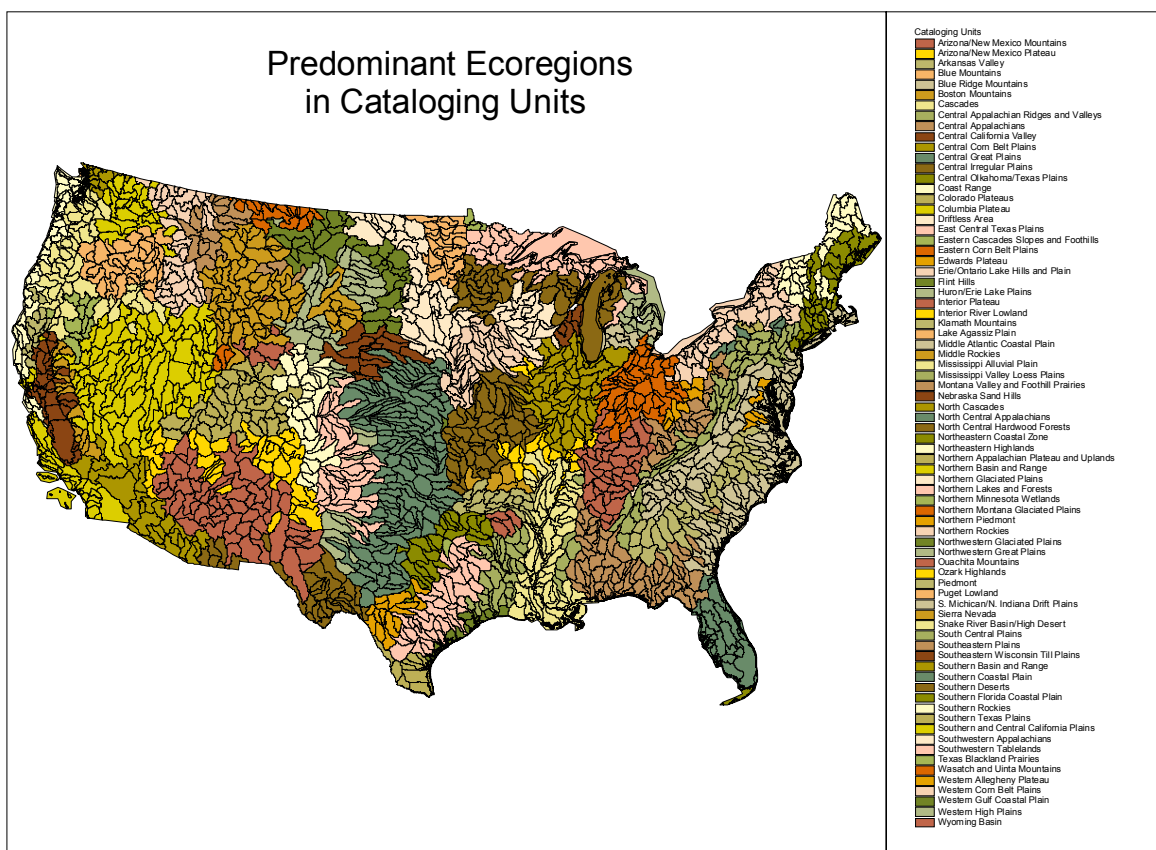 Predominant Ecoregions
in Cataloging Units
Cataloging Units
Arizona/New Mexico Mountains
Arizona/New Mexico Plateau
Arkansas Valley
Blue Mountains
Blue Ridge Mountains
Boston Mountains
Cascades
Central Appalachian Ridges and Valleys
Central Appalachians
Central California Valley
Central Corn Belt Plains
Central Great Plains
Central Irregular Plains
Central Olkahoma/Texas Plains
Coast Range
Colorado Plateaus
Columbia Plateau
Driftless Area
East Central Texas Plains
Eastern Cascades Slopes and Foothills
Eastern Corn Belt Plains
Edwards Plateau
Erie/Ontario Lake Hills and Plain
Flint Hills
Huron/Erie Lake Plains
Interior Plateau
Interior River Lowland
Klamath Mountains
Lake Agassiz Plain
Middle Atlantic Coastal Plain
Middle Rockies
Mississippi Alluvial Plain
Mississippi Valley Loess Plains
Montana Valley and Foothill Prairies
Nebraska Sand Hills
North Cascades
North Central Appalachians
North Central Hardwood Forests
Northeastern Coastal Zone
Northeastern Highlands
Northern Appalachian Plateau and Uplands
Northern Basin and Range
Northern Glaciated Plains
Northern Lakes and Forests
Northern Minnesota Wetlands
Northern Montana Glaciated Plains
Northern Piedmont
Northern Rockies
Northwestern Glaciated Plains
Northwestern Great Plains
Ouachita Mountains
Ozark Highlands
Piedmont
Puget Lowland
S. Michican/N. Indiana Drift Plains
Sierra Nevada
Snake River Basin/High Desert
South Central Plains
Southeastern Plains
Southeastern Wisconsin Till Plains
Southern Basin and Range
Southern Coastal Plain
Southern Deserts
Southern Florida Coastal Plain
Southern Rockies
Southern Texas Plains
Southern and Central California Plains
Southwestern Appalachians
Southwestern Tablelands
Texas Blackland Prairies
Wasatch and Uinta Mountains
Western Allegheny Plateau
Western Corn Belt Plains
Western Gulf Coastal Plain
Western High Plains
Wyoming Basin